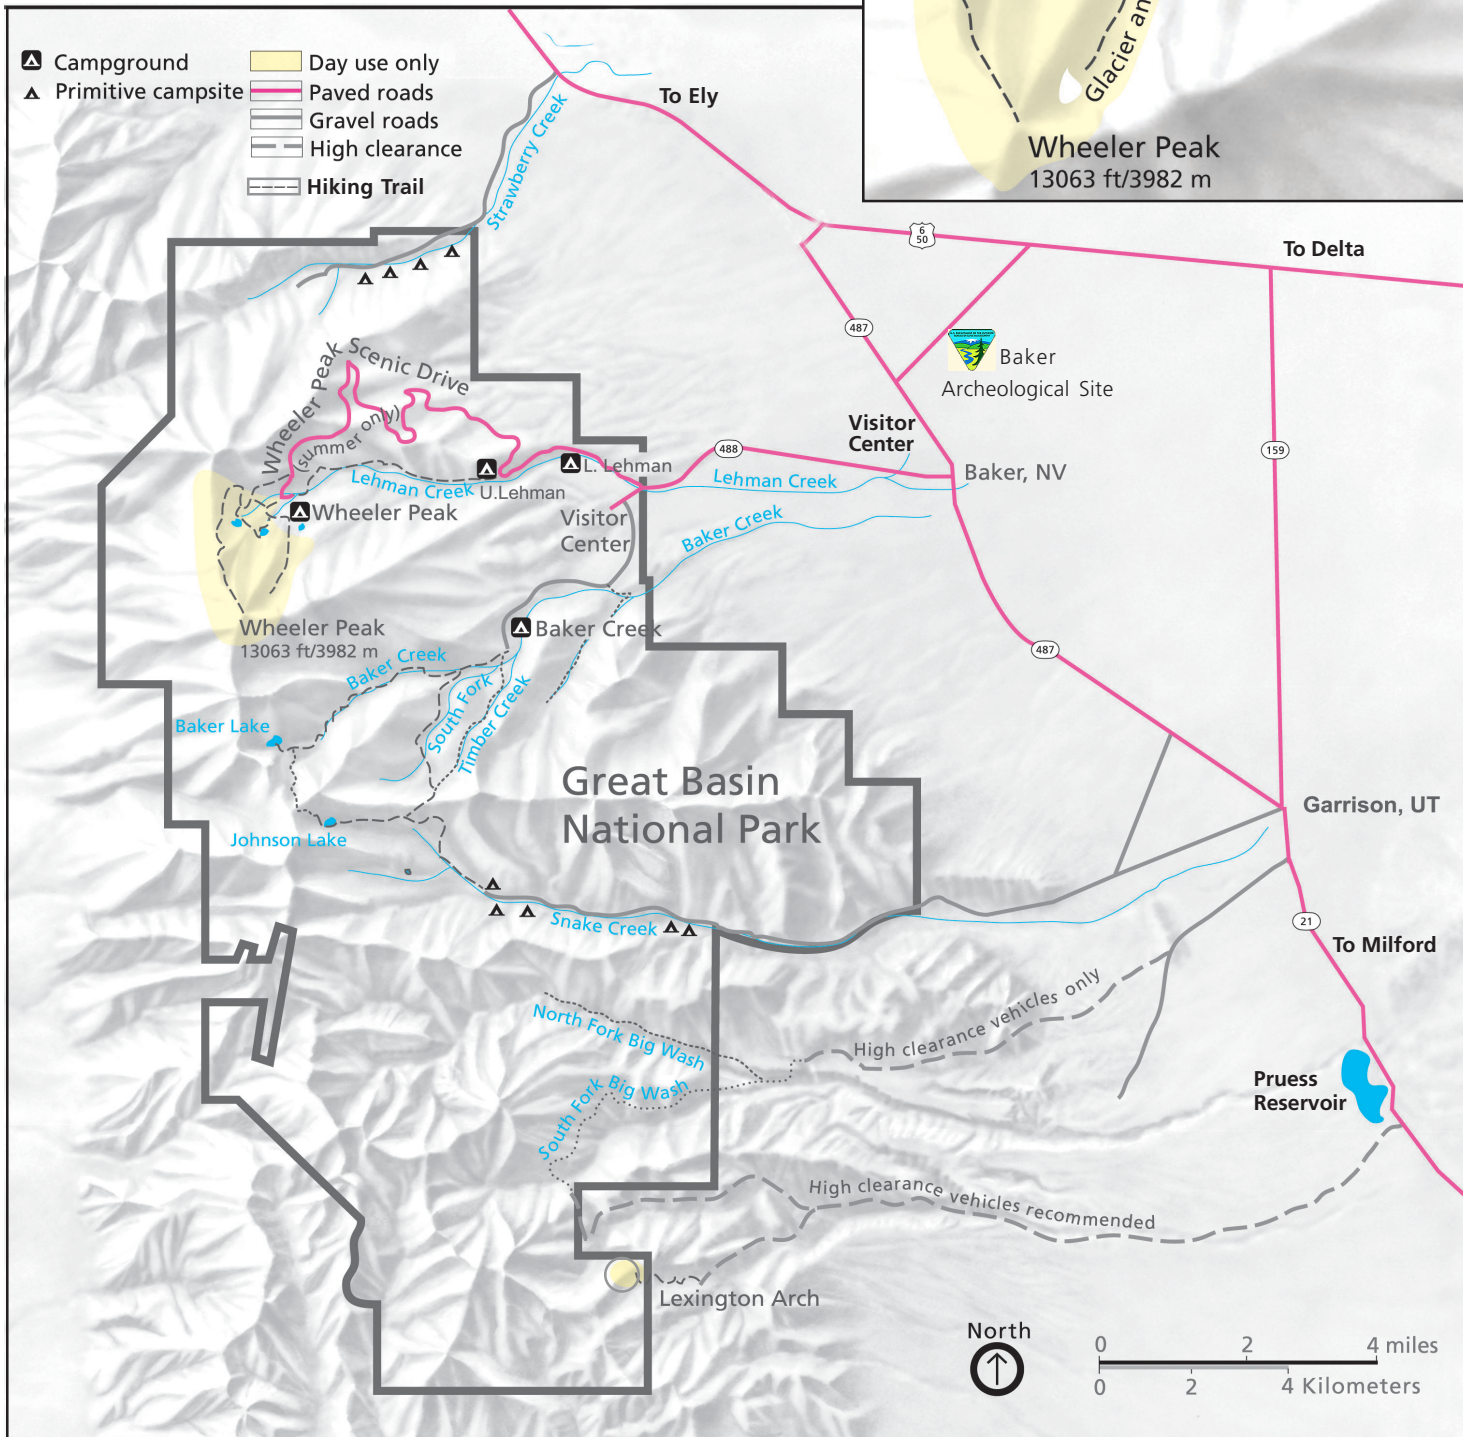 Campground
Primitive campsite
Day use only
Paved roads
Gravel roads
High clearance
Hiking Trail
Glacier an
Wheeler Peak
13063 ft/3982 m
To Ely
Strawberry Creek
6
50
To Delta
487
Baker
Archeological Site
Wheeler Peak Scenic Drive
(summer only)
Visitor
Center
488
159
L. Lehman
Lehman Creek
U.Lehman
Lehman Creek
Baker, NV
Wheeler Peak
Visitor
Center
Baker Creek
Wheeler Peak
13063 ft/3982 m
Baker Creek
487
Baker Creek
South Fork
Timber Creek
Baker Lake
Great Basin
National Park
Garrison, UT
Johnson Lake
Snake Creek
21
To Milford
High clearance vehicles only
North Fork Big Wash
South Fork Big Wash
Pruess
Reservoir
High clearance vehicles recommended
Lexington Arch
North
0 2 4 miles
0 2 4 Kilometers